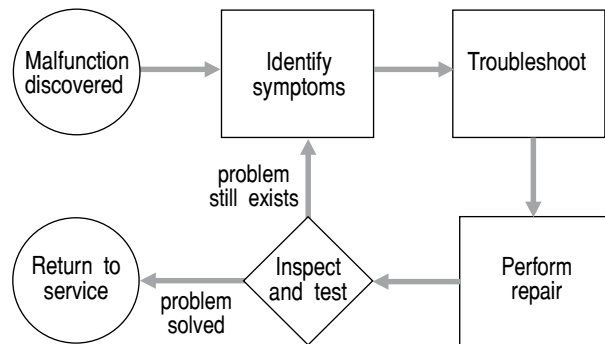 Malfunction
discovered
Identify
symptoms
Troubleshoot
problem
still exists
Return to
service
problem
solved
Inspect
and test
Perform
repair